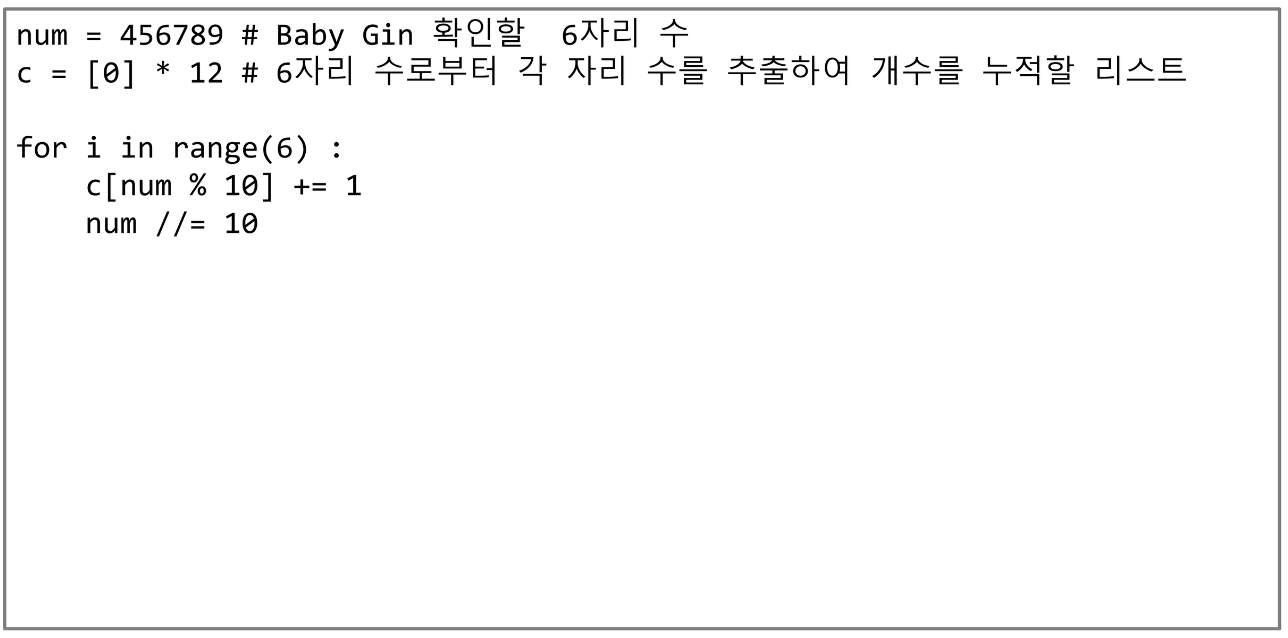 num = 456789 # Baby Gin 확인할  6자리 수
c = [0] * 12 # 6자리 수로부터 각 자리 수를 추출하여 개수를 누적할 리스트

for i in range(6) :
    c[num % 10] += 1
    num //= 10